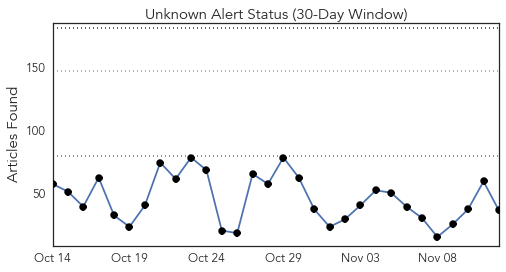 Unknown Alert Status (30-Day Window)
Articles Found
150
100
50
Oct 14
Oct 19
Oct 24
Oct 29
Nov 03
Nov 08